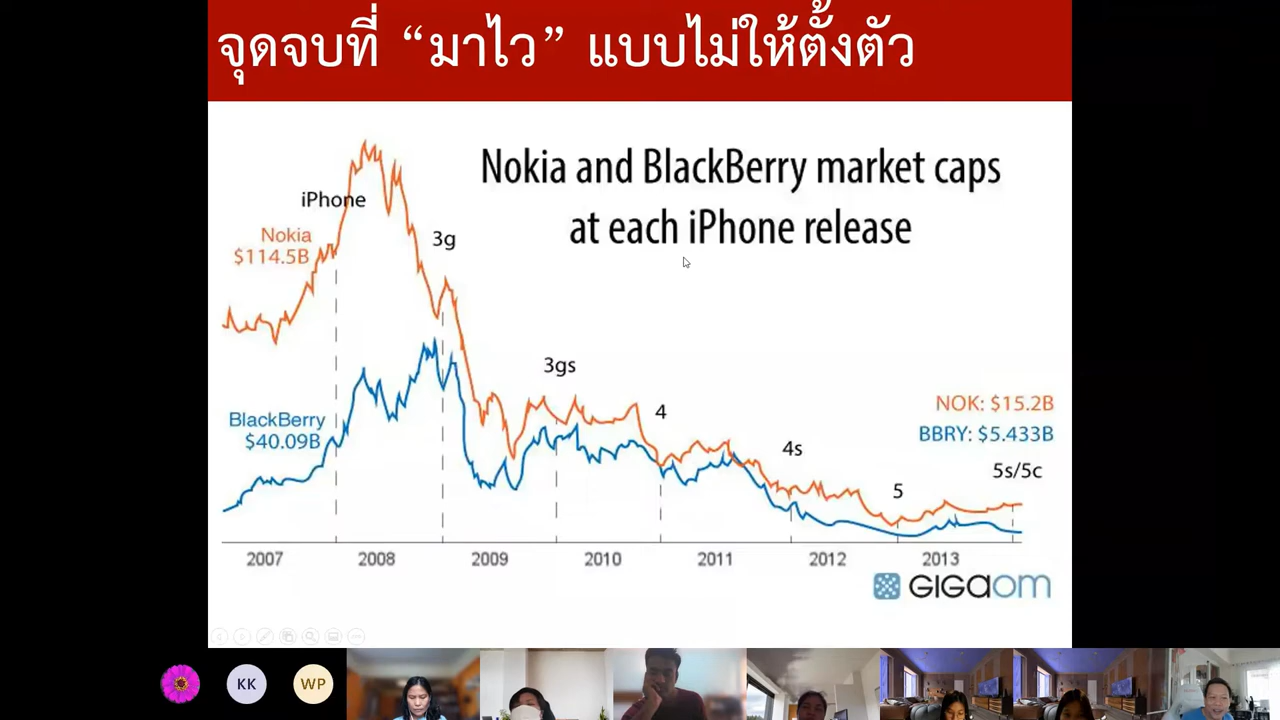 จุดจบที่ “มาไว” แบบไม่ให้ตั้งตัว
Nokia and BlackBerry market caps
at each iPhone release
iPhone
Nokia
$114.5B
3g
3gs
4
BlackBerry
$40.09B
4s
NOK: $15.2B
BBRY: $5.433B
5
5s/5c
2007 2008 2009 2010 2011 2012 2013
GIGAOM
KK WP